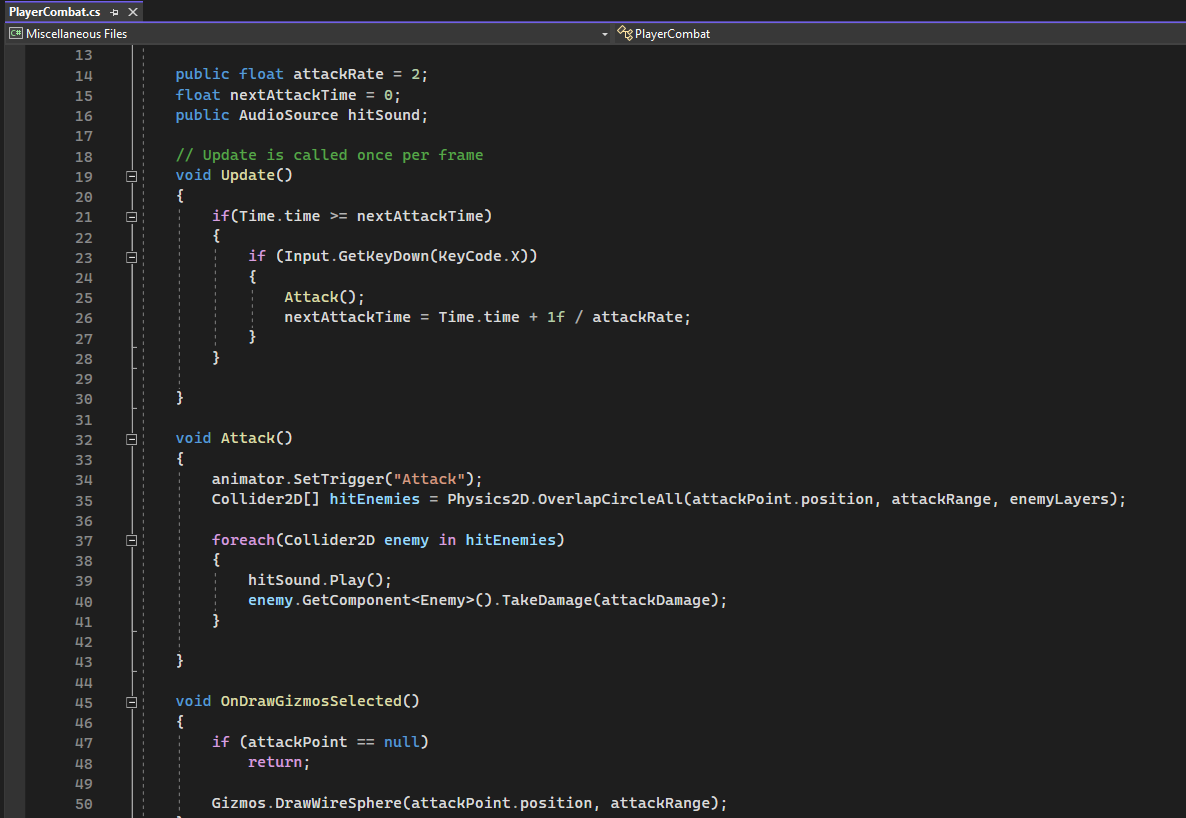 PlayerCombat.cs
C# Miscellaneous Files PlayerCombat
13
14 public float attackRate = 2;
15 float nextAttackTime = 0;
16 public AudioSource hitSound;
17
18 // Update is called once per frame
19 void Update()
20 {
21 if(Time.time >= nextAttackTime)
22 {
23 if (Input.GetKeyDown(KeyCode.X))
24 {
25 Attack();
26 nextAttackTime = Time.time + 1f / attackRate;
27 }
28 }
29
30 }
31
32 void Attack()
33 {
34 animator.SetTrigger("Attack");
35 Collider2D[] hitEnemies = Physics2D.OverlapCircleAll(attackPoint.position, attackRange, enemyLayers);
36
37 foreach(Collider2D enemy in hitEnemies)
38 {
39 hitSound.Play();
40 enemy.GetComponent<Enemy>().TakeDamage(attackDamage);
41 }
42
43 }
44
45 void OnDrawGizmosSelected()
46 {
47 if (attackPoint == null)
48 return;
49
50 Gizmos.DrawWireSphere(attackPoint.position, attackRange);